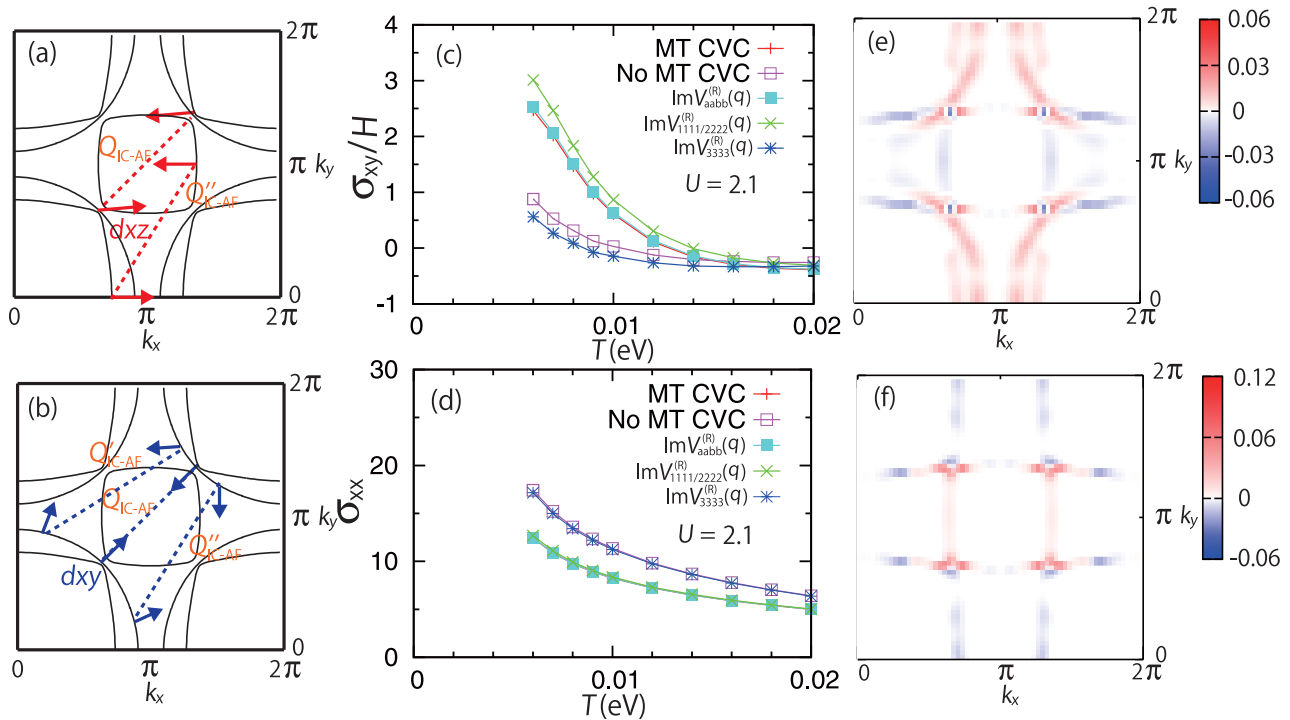 (a)
2π
Q_IC-AF
π k_y
Q''_IC-AF
dxz
0
0 π 2π
k_x
(c)
4
3
2
1
0
-1
σ_xy/H
MT CVC
No MT CVC
ImV^(R)_aabb(q)
ImV^(R)_1111/2222(q)
ImV^(R)_3333(q)
U = 2.1
0 0.01 0.02
T(eV)
(e)
2π
π k_y
0
0 π 2π
k_x
0.06
0.03
0
-0.03
-0.06
(b)
2π
Q'_IC-AF
Q_IC-AF
π k_y
Q''_IC-AF
dxy
0
0 π 2π
k_x
(d)
30
25
20
15
10
5
0
σ_xx
MT CVC
No MT CVC
ImV^(R)_aabb(q)
ImV^(R)_1111/2222(q)
ImV^(R)_3333(q)
U = 2.1
0 0.01 0.02
T(eV)
(f)
2π
π k_y
0
0 π 2π
k_x
0.12
0.06
0
-0.06